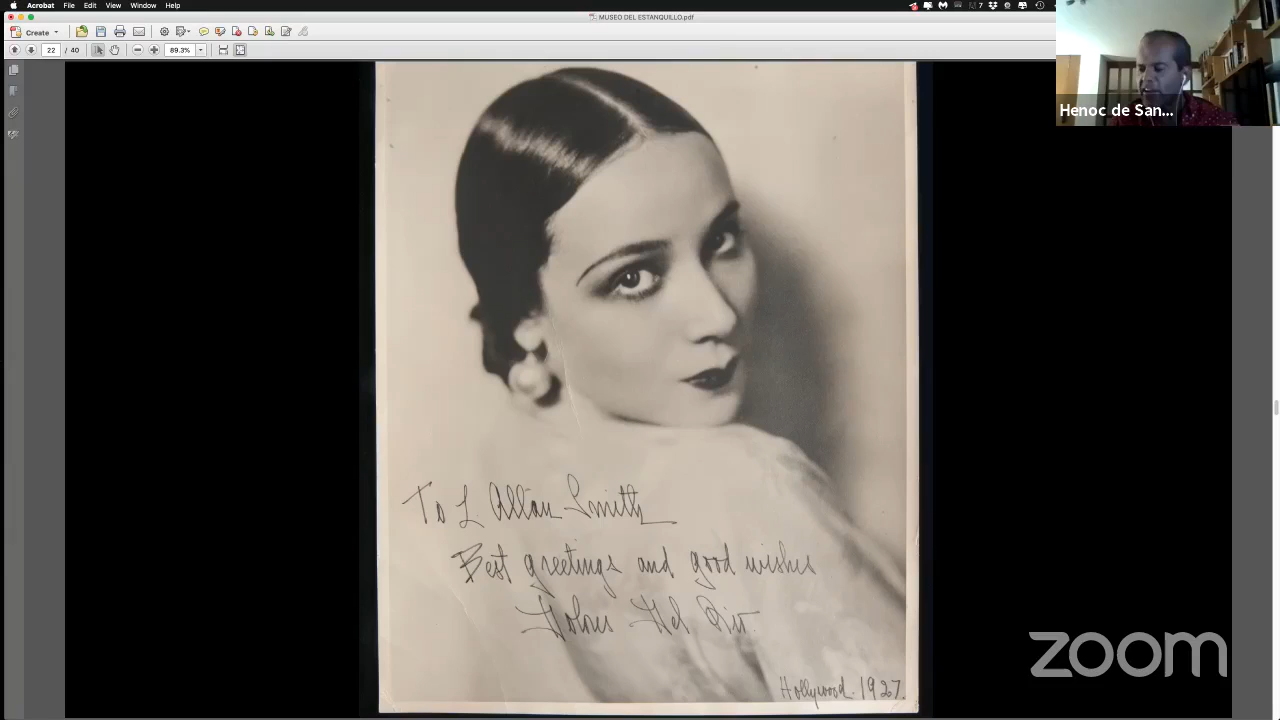 Acrobat File Edit View Window Help
7
MUSEO DEL ESTANQUILLO.pdf
Create
22 / 40
89.3%
Henoc de San...
To L. Allan Smith
Best greetings and good wishes
Dolores Del Rio.
Hollywood. 1927.
zoom